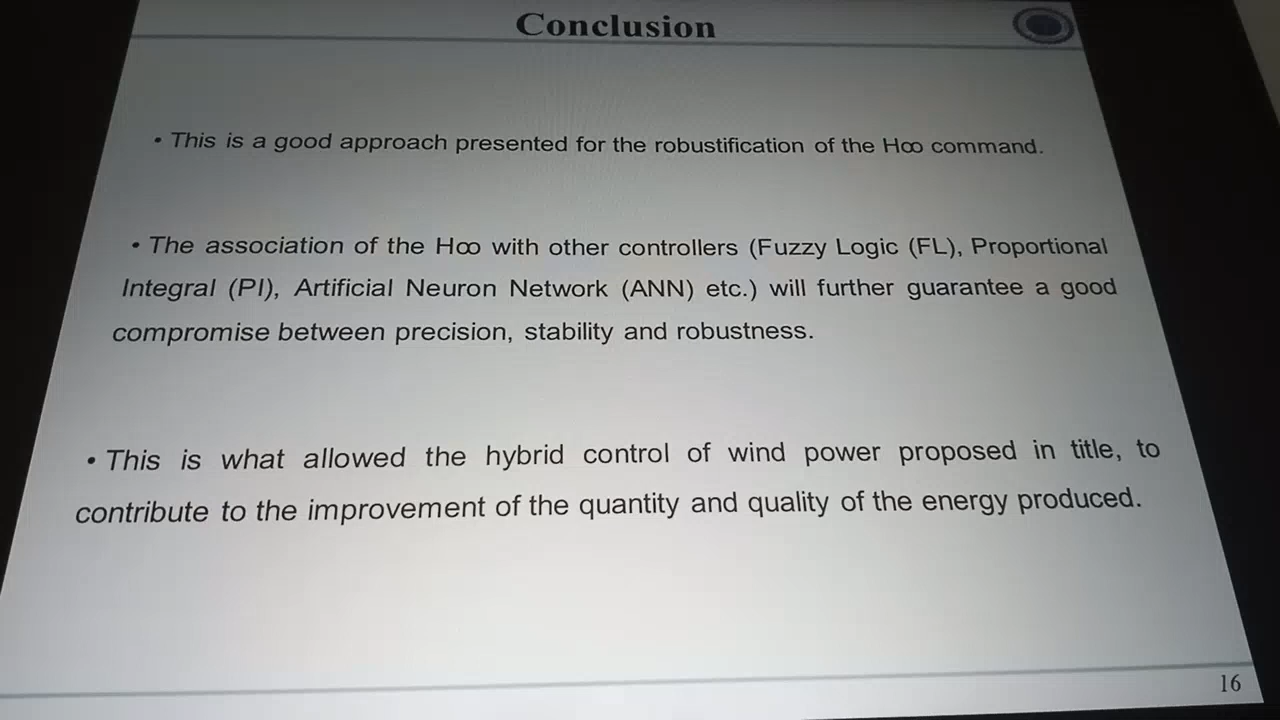 Conclusion
• This is a good approach presented for the robustification of the H∞ command.
• The association of the H∞ with other controllers (Fuzzy Logic (FL), Proportional
Integral (PI), Artificial Neuron Network (ANN) etc.) will further guarantee a good
compromise between precision, stability and robustness.
• This is what allowed the hybrid control of wind power proposed in title, to
contribute to the improvement of the quantity and quality of the energy produced.
16